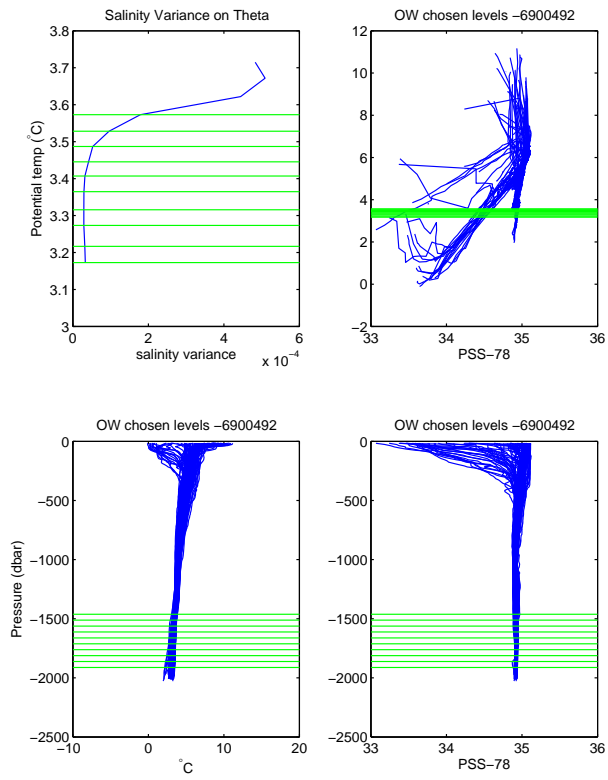 Salinity Variance on Theta
3.8
3.7
3.6
3.5
3.4
3.3
3.2
3.1
3
Potential temp (°C)
0 2 4 6
salinity variance
x 10−4
OW chosen levels −6900492
12
10
8
6
4
2
0
−2
33 34 35 36
PSS−78
OW chosen levels −6900492
0
−500
−1000
−1500
−2000
−2500
Pressure (dbar)
−10 0 10 20
°C
OW chosen levels −6900492
0
−500
−1000
−1500
−2000
−2500
33 34 35 36
PSS−78